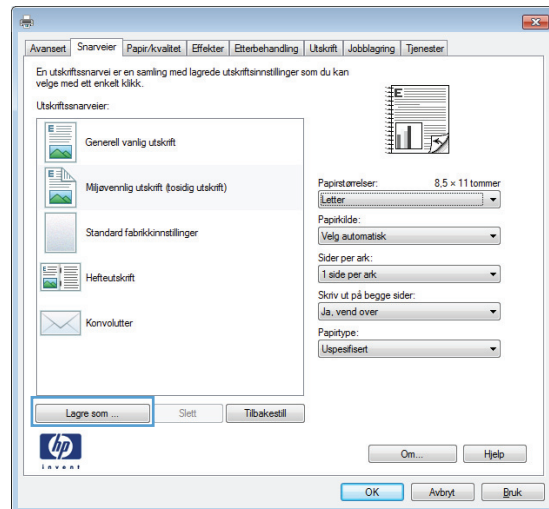 Avansert Snarveier Papir/kvalitet Effekter Etterbehandling Utskrift Jobblagring Tjenester
En utskriftssnarvei er en samling med lagrede utskriftsinnstillinger som du kan
velge med ett enkelt klikk.
Utskriftssnarveier:
Generell vanlig utskrift
Miljøvennlig utskrift (tosidig utskrift)
Standard fabrikkinnstillinger
Hefteutskrift
Konvolutter
E
Papirstørrelser: 8,5 × 11 tommer
Letter
Papirkilde:
Velg automatisk
Sider per ark:
1 side per ark
Skriv ut på begge sider:
Ja, vend over
Papirtype:
Uspesifisert
Lagre som ... Slett Tilbakestill
hp
invent
Om... Hjelp
OK Avbryt Bruk